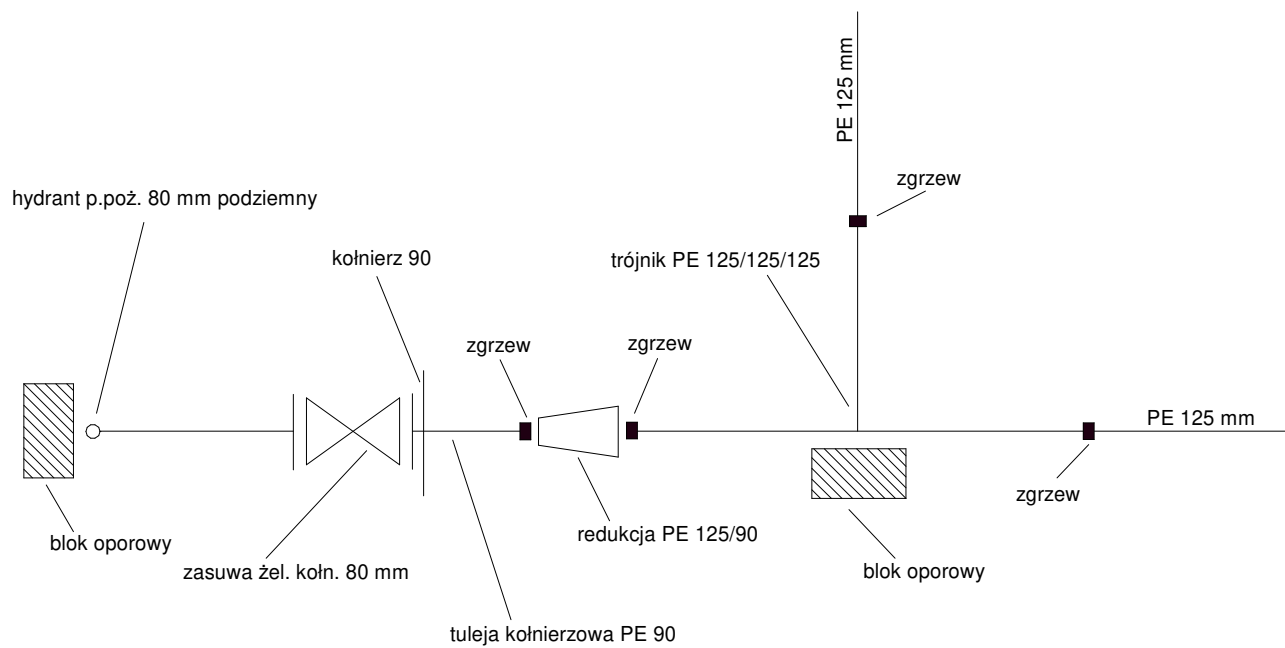 PE 125 mm
zgrzew
hydrant p.poż. 80 mm podziemny
kołnierz 90
trójnik PE 125/125/125
zgrzew
zgrzew
PE 125 mm
zgrzew
redukcja PE 125/90
blok oporowy
zasuwa żel. kołn. 80 mm
blok oporowy
tuleja kołnierzowa PE 90